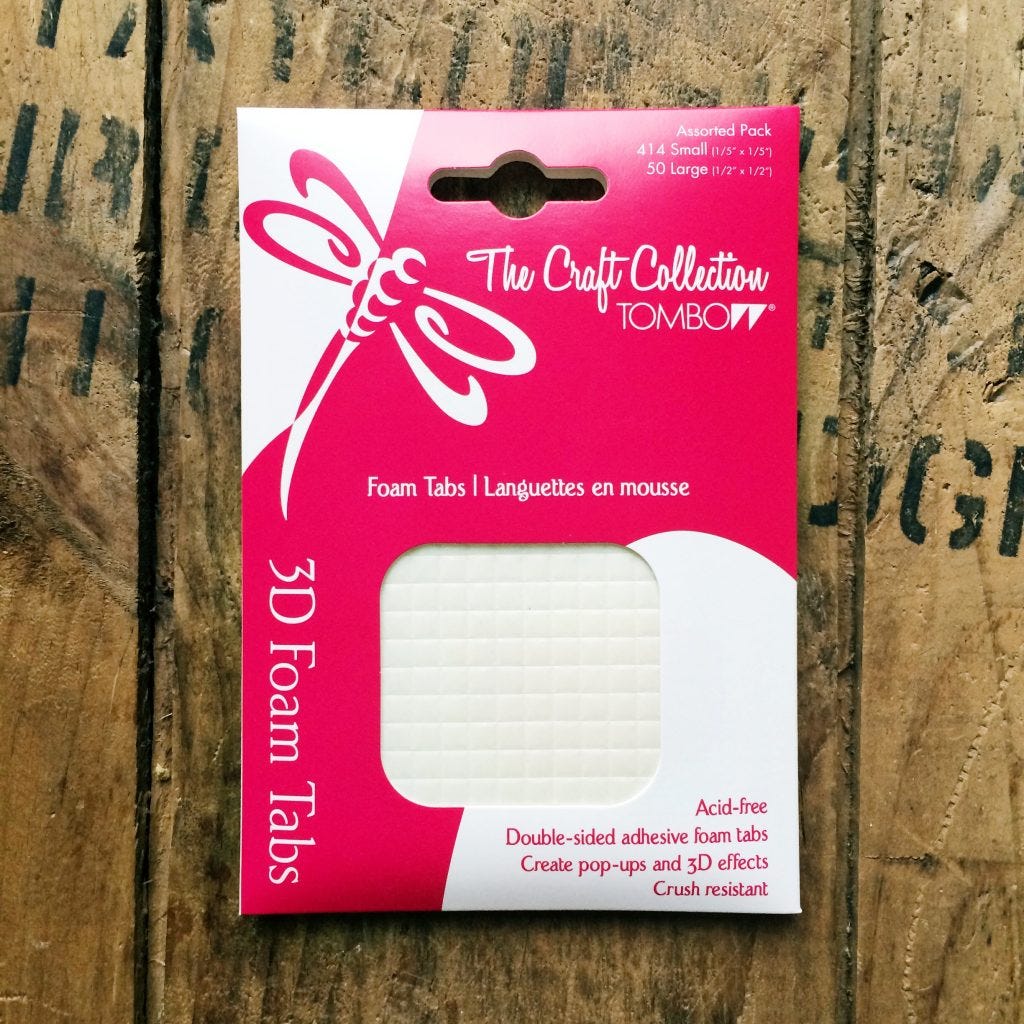 Assorted Pack
414 Small (1/5" x 1/5")
50 Large (1/2" x 1/2")
The Craft Collection
TOMBOW®
Foam Tabs | Languettes en mousse
3D Foam Tabs
Acid-free
Double-sided adhesive foam tabs
Create pop-ups and 3D effects
Crush resistant